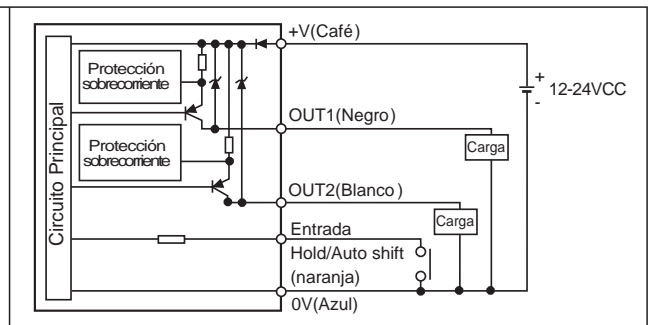 +V(Café)
Protección
sobrecorriente
+
12-24VCC
-
Circuito Principal
OUT1(Negro)
Carga
Protección
sobrecorriente
OUT2(Blanco)
Carga
Entrada
Hold/Auto shift
(naranja)
0V(Azul)